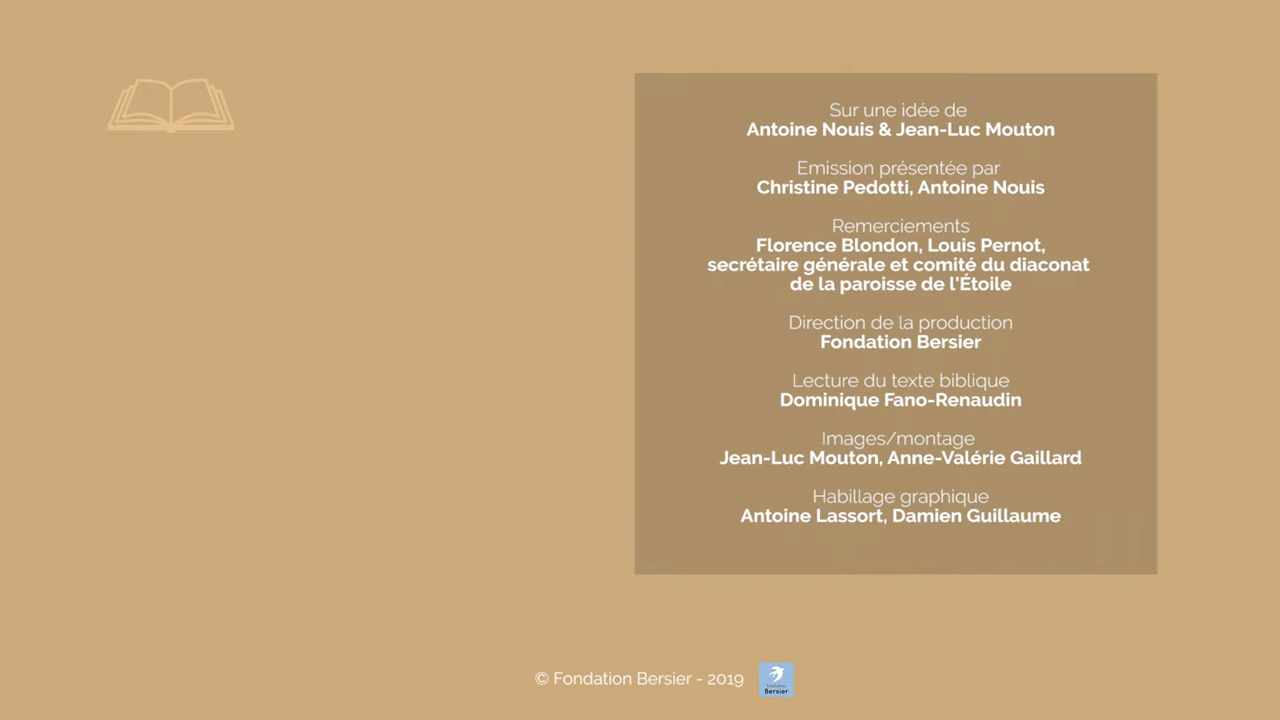 Sur une idée de
Antoine Nouis & Jean-Luc Mouton
Emission présentée par
Christine Pedotti, Antoine Nouis
Remerciements
Florence Blondon, Louis Pernot,
secrétaire générale et comité du diaconat
de la paroisse de l'Étoile
Direction de la production
Fondation Bersier
Lecture du texte biblique
Dominique Fano-Renaudin
Images/montage
Jean-Luc Mouton, Anne-Valérie Gaillard
Habillage graphique
Antoine Lassort, Damien Guillaume
© Fondation Bersier - 2019
Fondation
Bersier